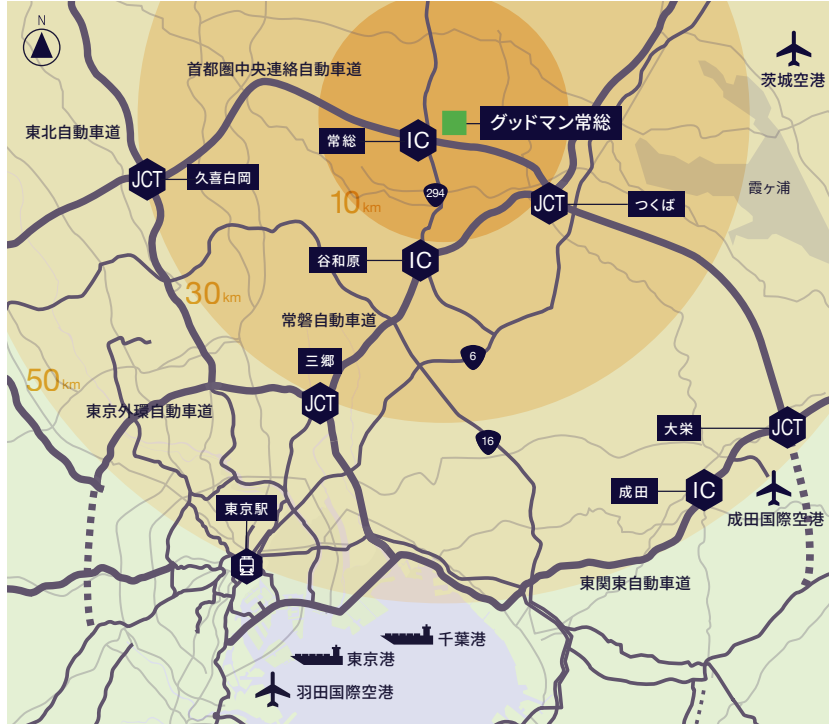 N
首都圏中央連絡自動車道
茨城空港
東北自動車道
グッドマン常総
常総
IC
JCT
久喜白岡
霞ヶ浦
294
10km
JCT
つくば
谷和原
IC
30km
常磐自動車道
三郷
6
50km
JCT
東京外環自動車道
大栄
JCT
16
成田
IC
東京駅
成田国際空港
東関東自動車道
千葉港
東京港
羽田国際空港